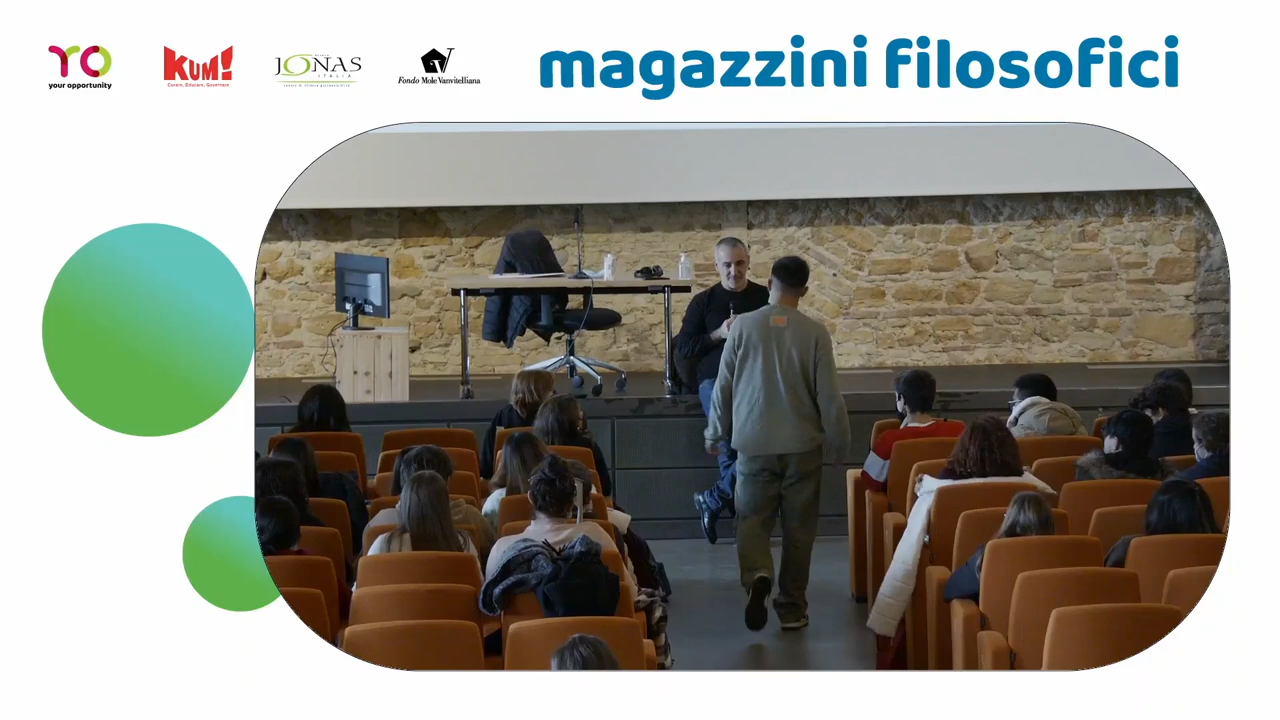 YO
your opportunity
KUM!
Curare, Educare, Governare
JONAS
ITALIA
Fondo Mole Vanvitelliana
magazzini filosofici